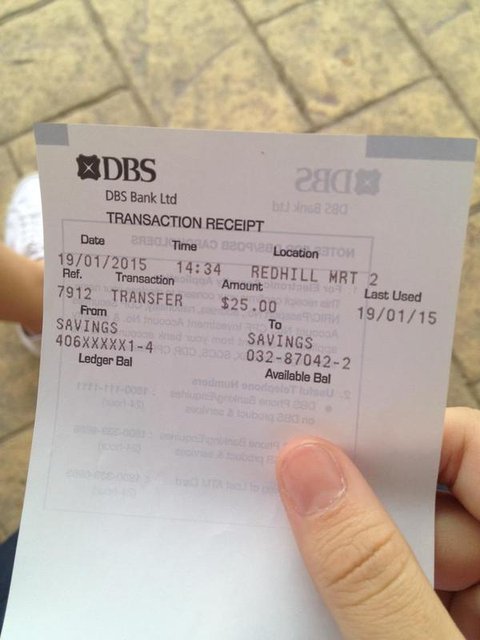 DBS
DBS Bank Ltd
TRANSACTION RECEIPT
Date Time Location
19/01/2015 14:34 REDHILL MRT 2
Ref. Transaction Amount Last Used
7912 TRANSFER $25.00 19/01/15
From To
SAVINGS SAVINGS
406XXXXX1-4 032-87042-2
Ledger Bal Available Bal